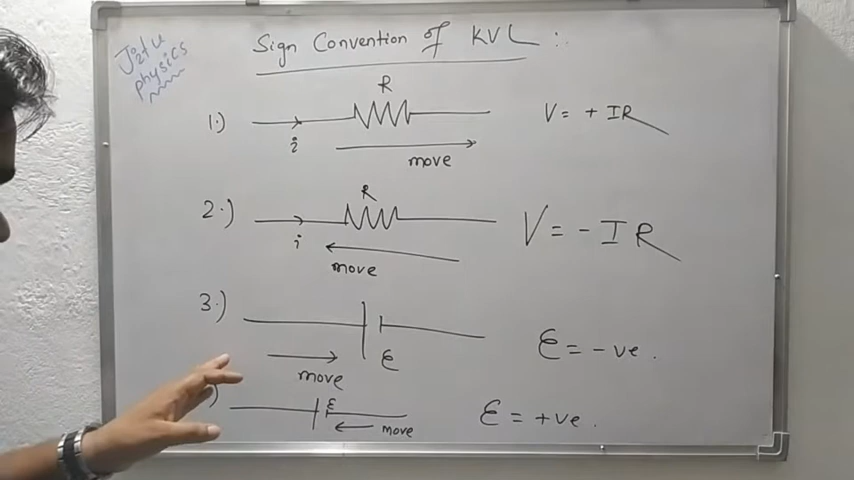 Jitu
physics
Sign Convention of KVL :
1.) R i move V = + IR
2.) R i move V = - IR
3.) ε move ε = - ve .
) ε move ε = + ve .